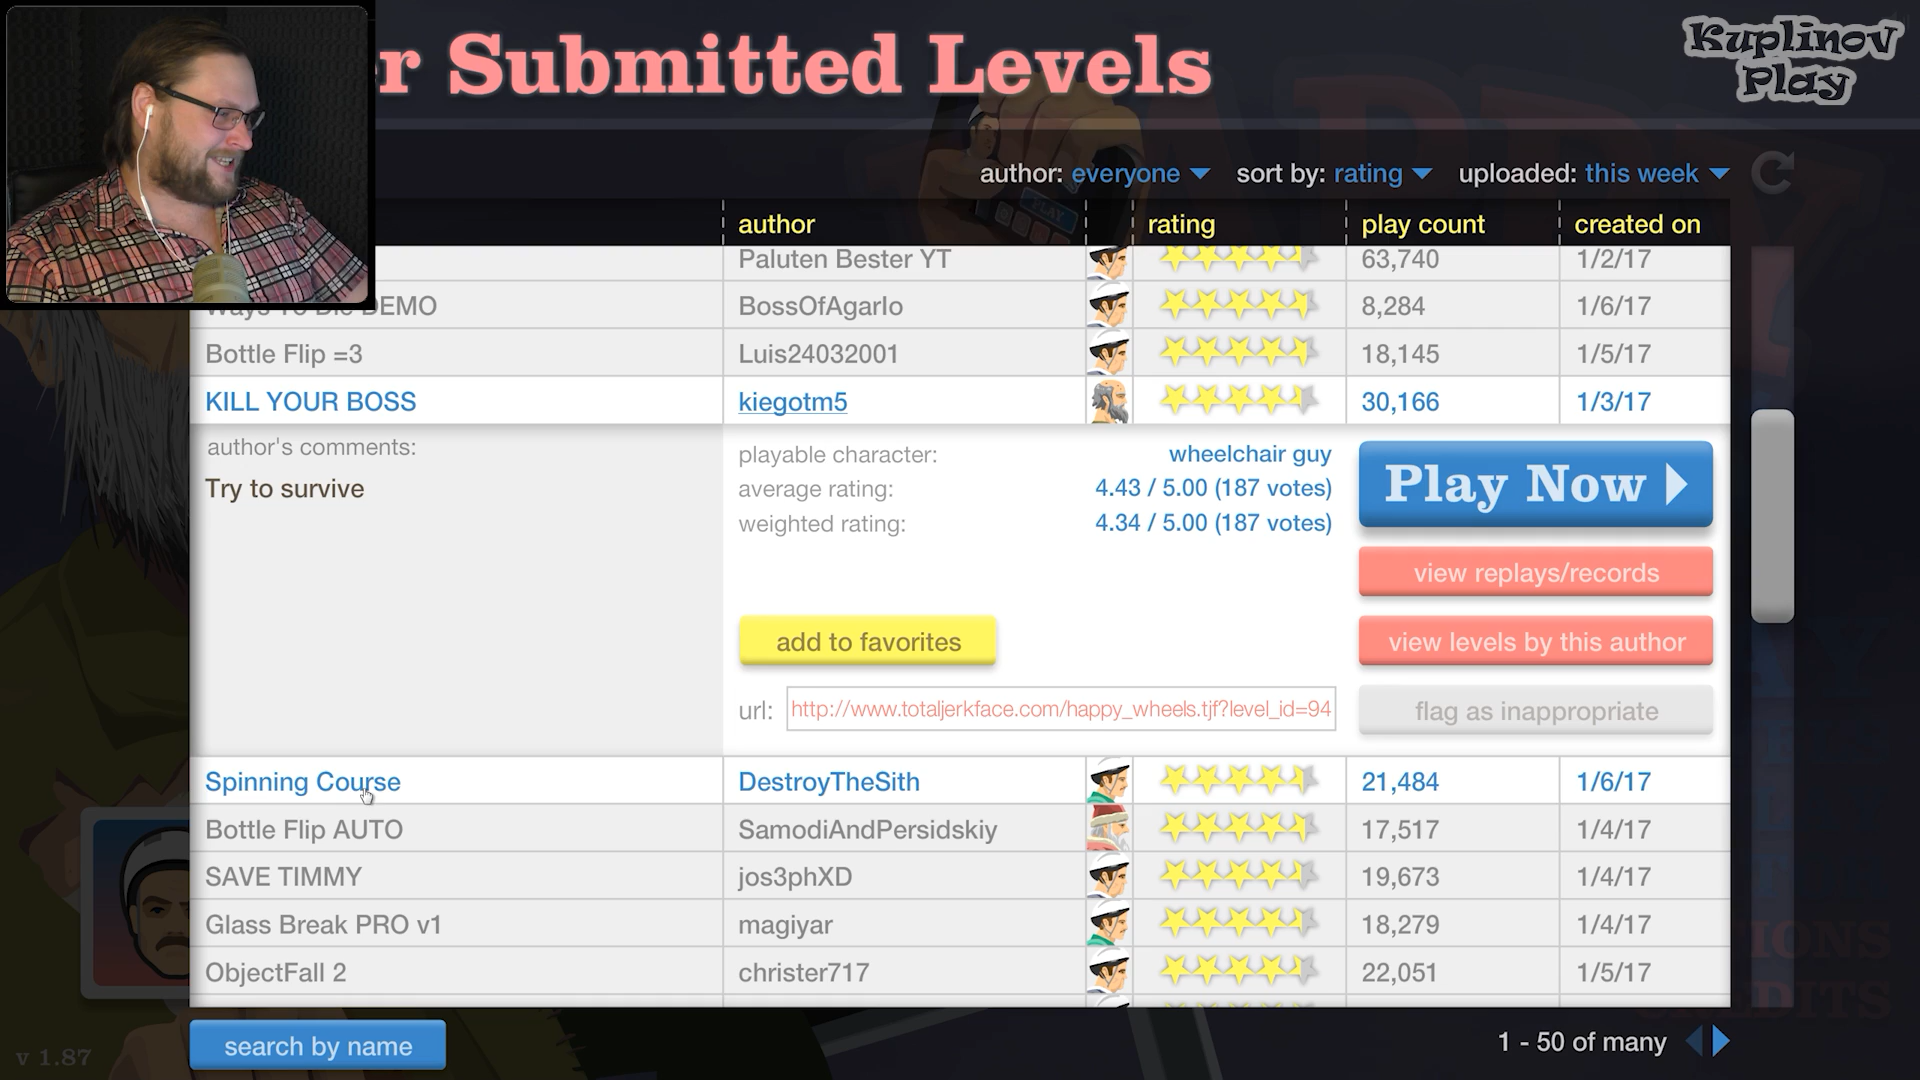 r Submitted Levels
Kuplinov
Play
author: everyone sort by: rating uploaded: this week
author rating play count created on
Paluten Bester YT 63,740 1/2/17
Ways To Die DEMO BossOfAgarIo 8,284 1/6/17
Bottle Flip =3 Luis24032001 18,145 1/5/17
KILL YOUR BOSS kiegotm5 30,166 1/3/17
author's comments:
Try to survive
playable character: wheelchair guy
average rating: 4.43 / 5.00 (187 votes)
weighted rating: 4.34 / 5.00 (187 votes)
Play Now
view replays/records
add to favorites
view levels by this author
url: http://www.totaljerkface.com/happy_wheels.tjf?level_id=94
flag as inappropriate
Spinning Course DestroyTheSith 21,484 1/6/17
Bottle Flip AUTO SamodiAndPersidskiy 17,517 1/4/17
SAVE TIMMY jos3phXD 19,673 1/4/17
Glass Break PRO v1 magiyar 18,279 1/4/17
ObjectFall 2 christer717 22,051 1/5/17
IONS
EDITS
search by name
1 - 50 of many
v 1.87